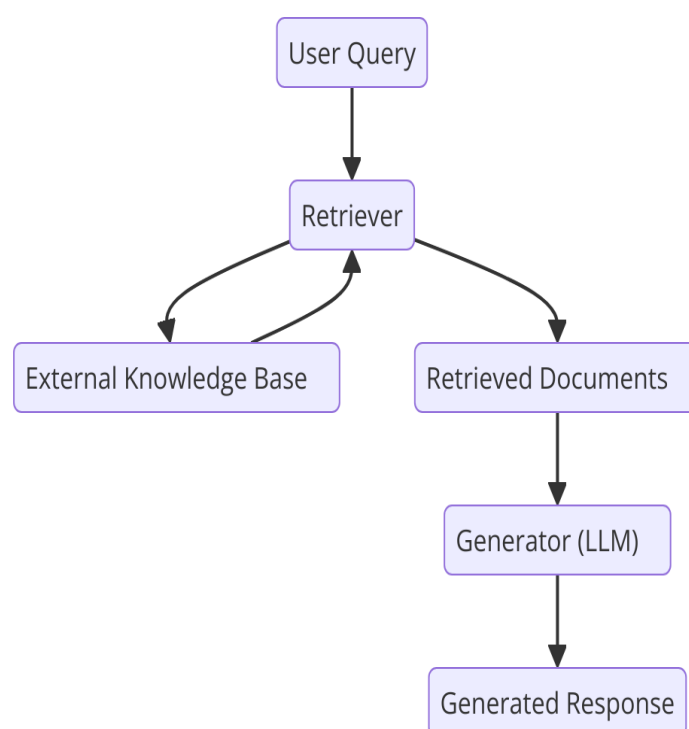 User Query
Retriever
External Knowledge Base
Retrieved Documents
Generator (LLM)
Generated Response